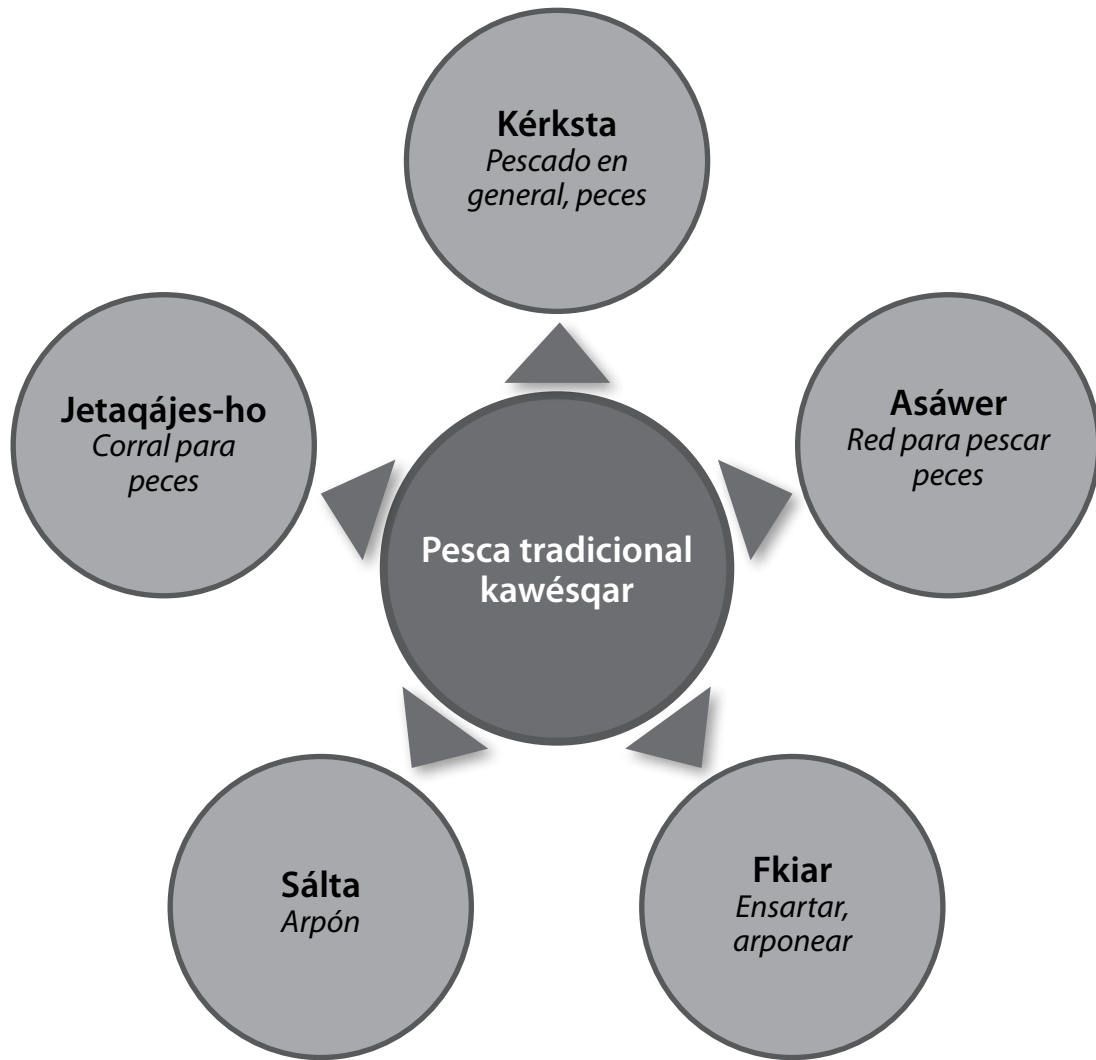 Kérksta
Pescado en
general, peces
Jetaqájes-ho
Corral para
peces
Asáwer
Red para pescar
peces
Pesca tradicional
kawésqar
Sálta
Arpón
Fkiar
Ensartar,
arponear